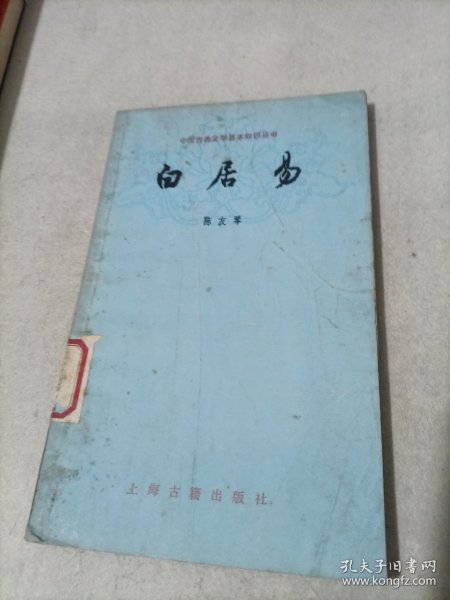 中国古典文学基本知识丛书
白居易
陈友琴
上海古籍出版社
孔夫子旧书网
www.kongfz.com